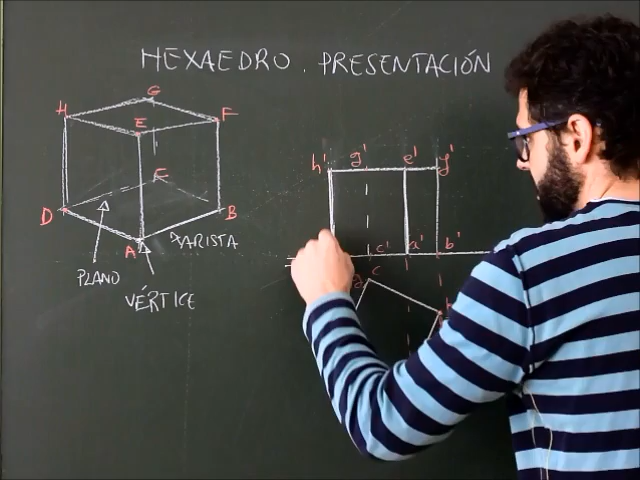 HEXAEDRO. PRESENTACIÓN
G
H
F
E
h' g' e' f'
C
D
B
A
ARISTA
c' a' b'
PLANO
c
VÉRTICE